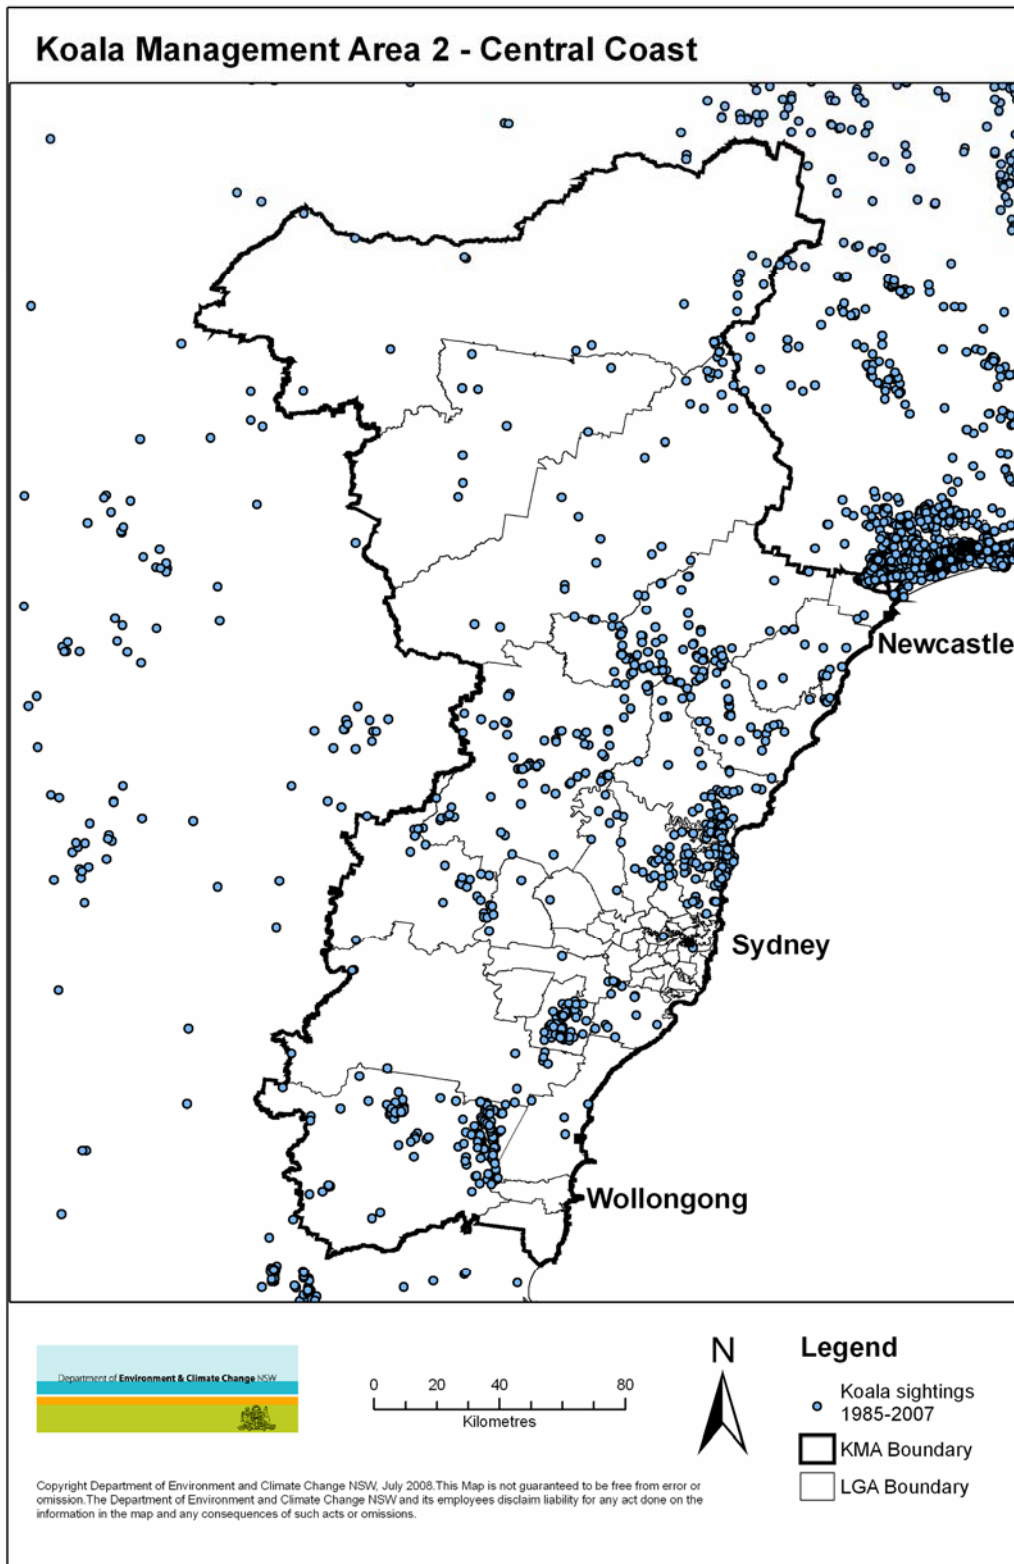 Koala Management Area 2 - Central Coast
Newcastle
Sydney
Wollongong
Department of Environment & Climate Change NSW
0 20 40 80
Kilometres
N
Legend
Koala sightings
1985-2007
KMA Boundary
LGA Boundary
Copyright Department of Environment and Climate Change NSW, July 2008.This Map is not guaranteed to be free from error or
omission.The Department of Environment and Climate Change NSW and its employees disclaim liability for any act done on the
information in the map and any consequences of such acts or omissions.